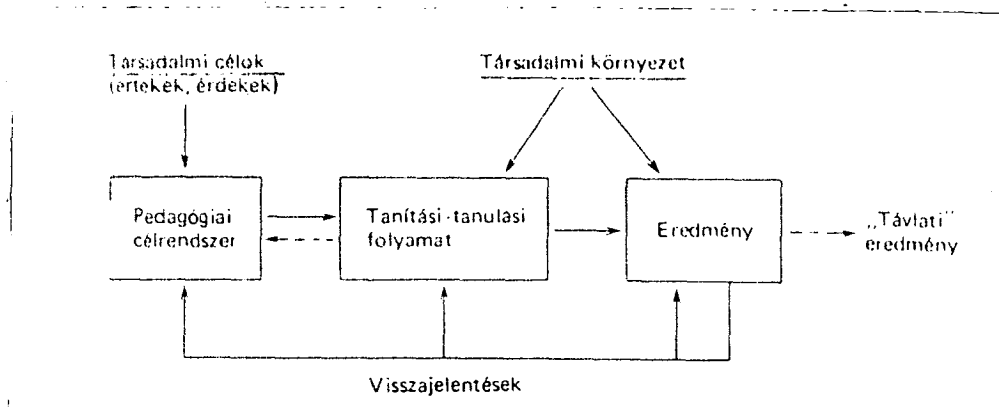 Társadalmi célok
(értékek, érdekek)
Társadalmi környezet
Pedagógiai
célrendszer
Tanítási-tanulási
folyamat
Eredmény
„Távlati"
eredmény
Visszajelentések